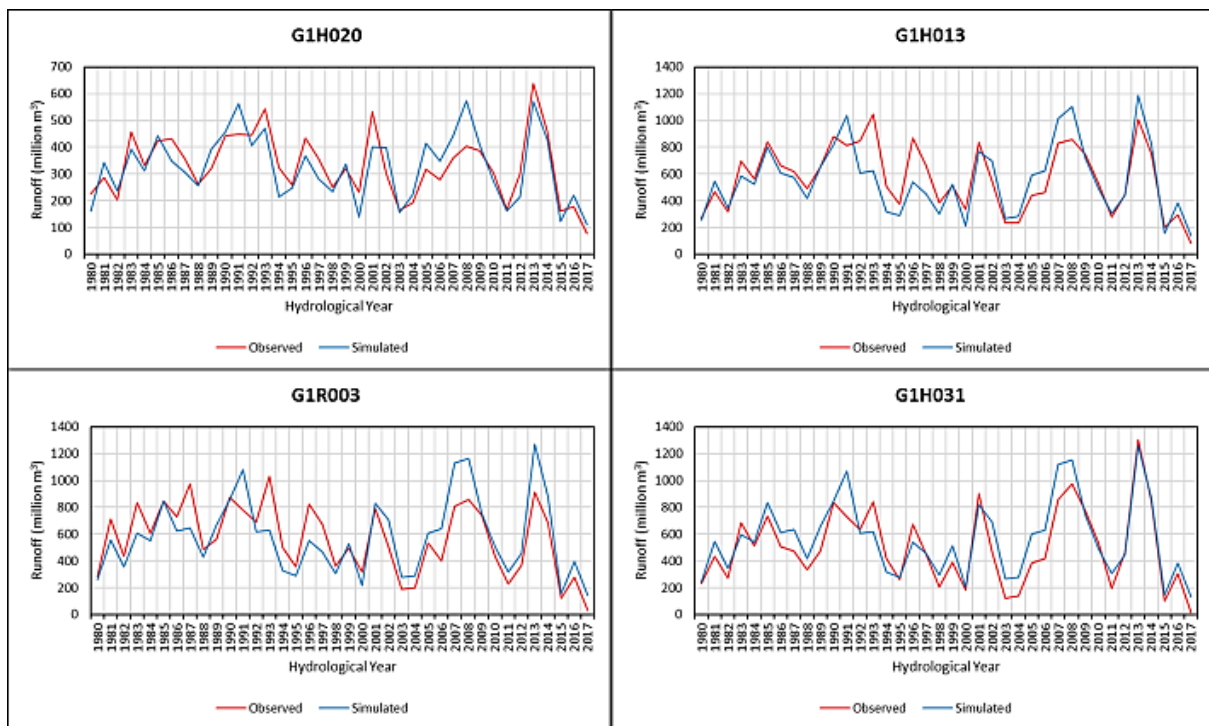 G1H020
Runoff (million m³)
700
600
500
400
300
200
100
0
1980 1981 1982 1983 1984 1985 1986 1987 1988 1989 1990 1991 1992 1993 1994 1995 1996 1997 1998 1999 2000 2001 2002 2003 2004 2005 2006 2007 2008 2009 2010 2011 2012 2013 2014 2015 2016 2017
Hydrological Year
Observed Simulated
G1H013
Runoff (million m³)
1400
1200
1000
800
600
400
200
0
1980 1981 1982 1983 1984 1985 1986 1987 1988 1989 1990 1991 1992 1993 1994 1995 1996 1997 1998 1999 2000 2001 2002 2003 2004 2005 2006 2007 2008 2009 2010 2011 2012 2013 2014 2015 2016 2017
Hydrological Year
Observed Simulated
G1R003
Runoff (million m³)
1400
1200
1000
800
600
400
200
0
1980 1981 1982 1983 1984 1985 1986 1987 1988 1989 1990 1991 1992 1993 1994 1995 1996 1997 1998 1999 2000 2001 2002 2003 2004 2005 2006 2007 2008 2009 2010 2011 2012 2013 2014 2015 2016 2017
Hydrological Year
Observed Simulated
G1H031
Runoff (million m³)
1400
1200
1000
800
600
400
200
0
1980 1981 1982 1983 1984 1985 1986 1987 1988 1989 1990 1991 1992 1993 1994 1995 1996 1997 1998 1999 2000 2001 2002 2003 2004 2005 2006 2007 2008 2009 2010 2011 2012 2013 2014 2015 2016 2017
Hydrological Year
Observed Simulated